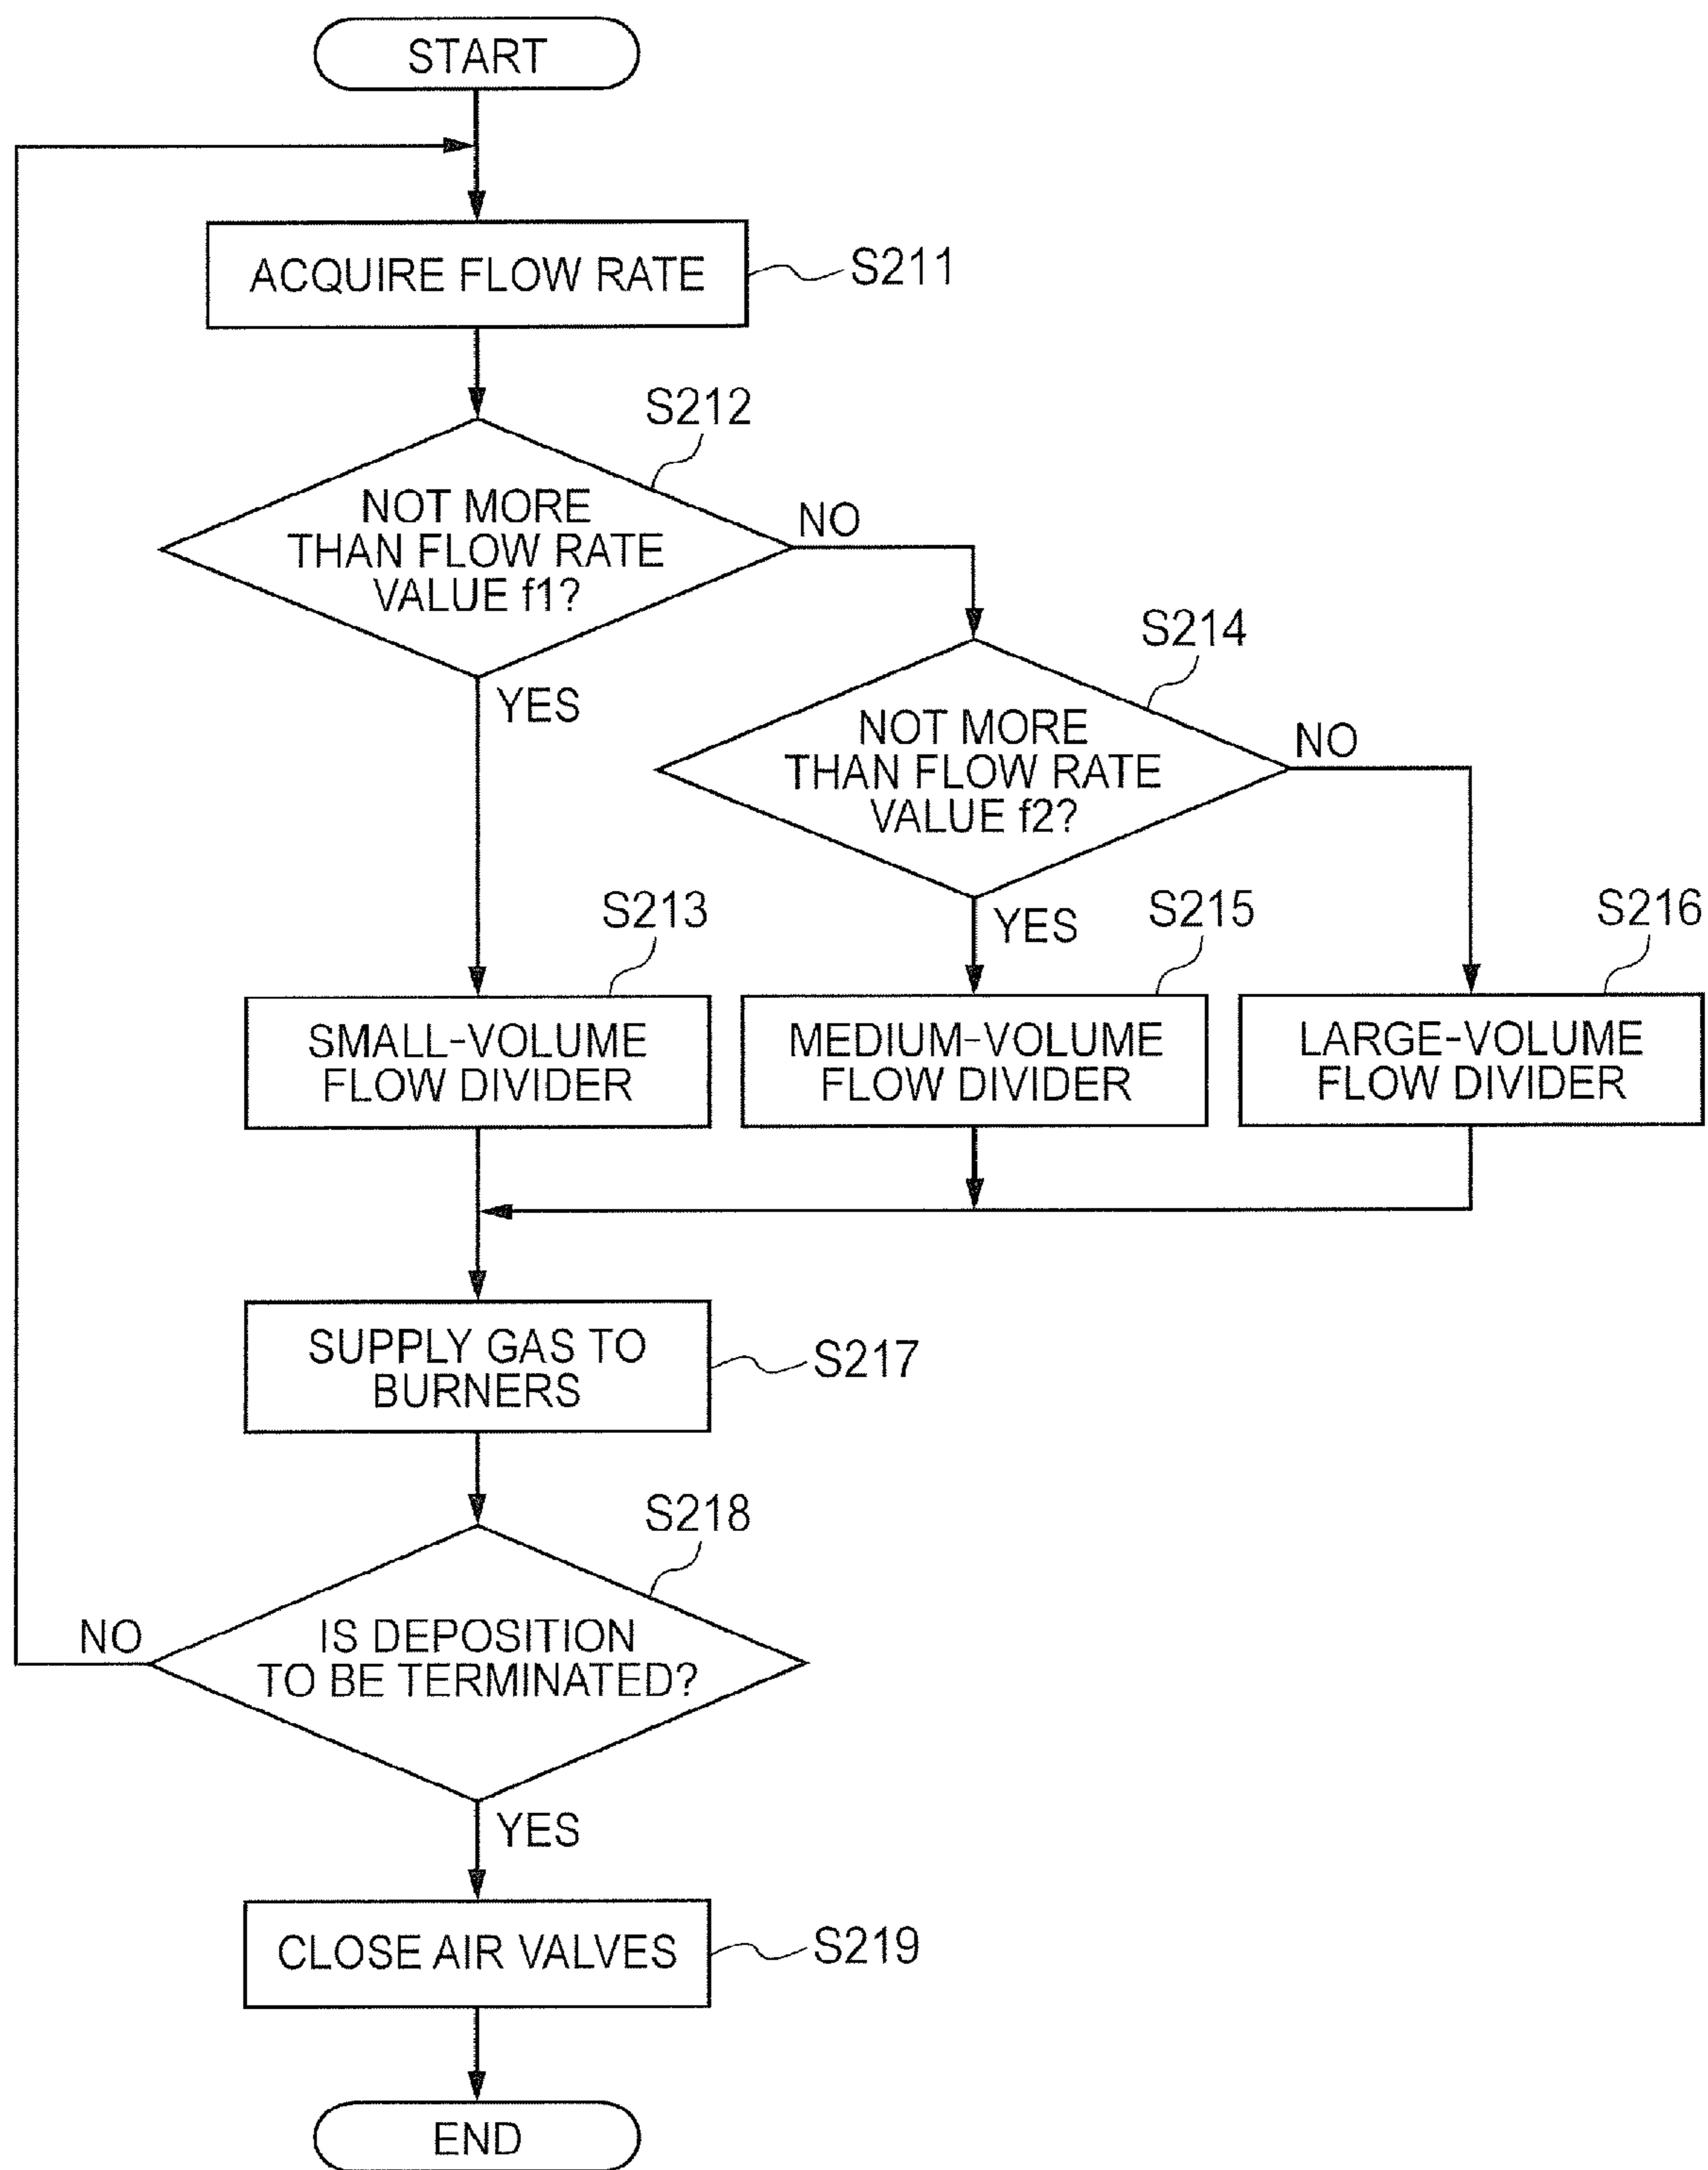 START
ACQUIRE FLOW RATE
S211
S212
NOT MORE
THAN FLOW RATE
VALUE f1?
NO
YES
S214
NOT MORE
THAN FLOW RATE
VALUE f2?
NO
YES
S213
SMALL-VOLUME
FLOW DIVIDER
S215
MEDIUM-VOLUME
FLOW DIVIDER
S216
LARGE-VOLUME
FLOW DIVIDER
SUPPLY GAS TO
BURNERS
S217
S218
IS DEPOSITION
TO BE TERMINATED?
NO
YES
CLOSE AIR VALVES
S219
END